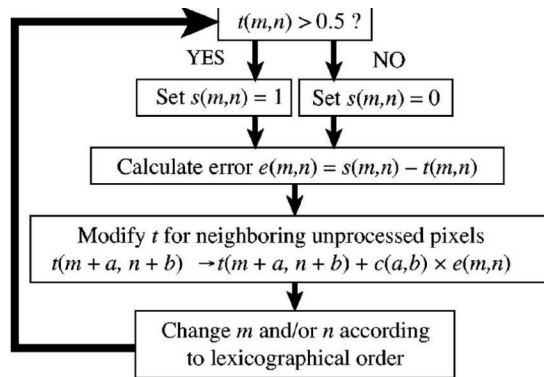 t(m,n) > 0.5 ?
YES NO
Set s(m,n) = 1 Set s(m,n) = 0
Calculate error e(m,n) = s(m,n) – t(m,n)
Modify t for neighboring unprocessed pixels
t(m + a, n + b) →t(m + a, n + b) + c(a,b) × e(m,n)
Change m and/or n according
to lexicographical order